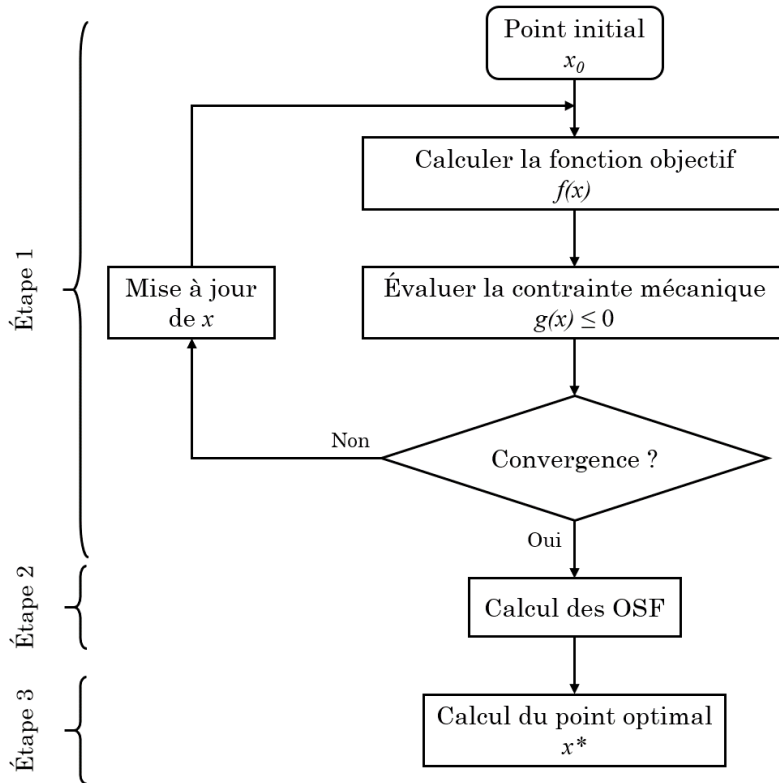 Point initial
x₀
Calculer la fonction objectif
f(x)
Étape 1
Mise à jour
de x
Évaluer la contrainte mécanique
g(x) ≤ 0
Non
Convergence ?
Oui
Étape 2
Calcul des OSF
Étape 3
Calcul du point optimal
x*